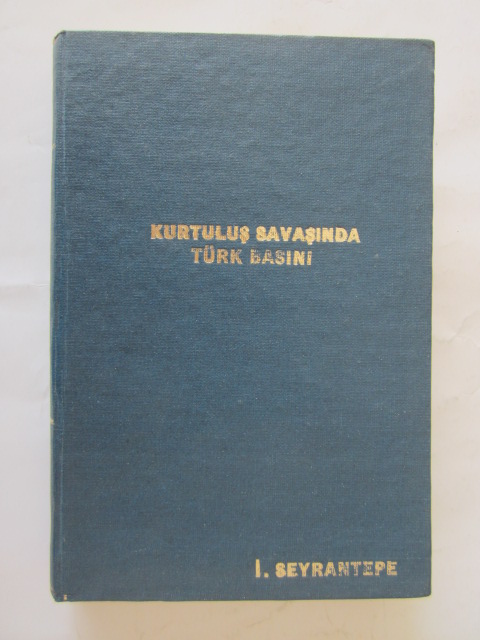 KURTULUŞ SAVAŞINDA
TÜRK BASINI
İ. SEYRANTEPE